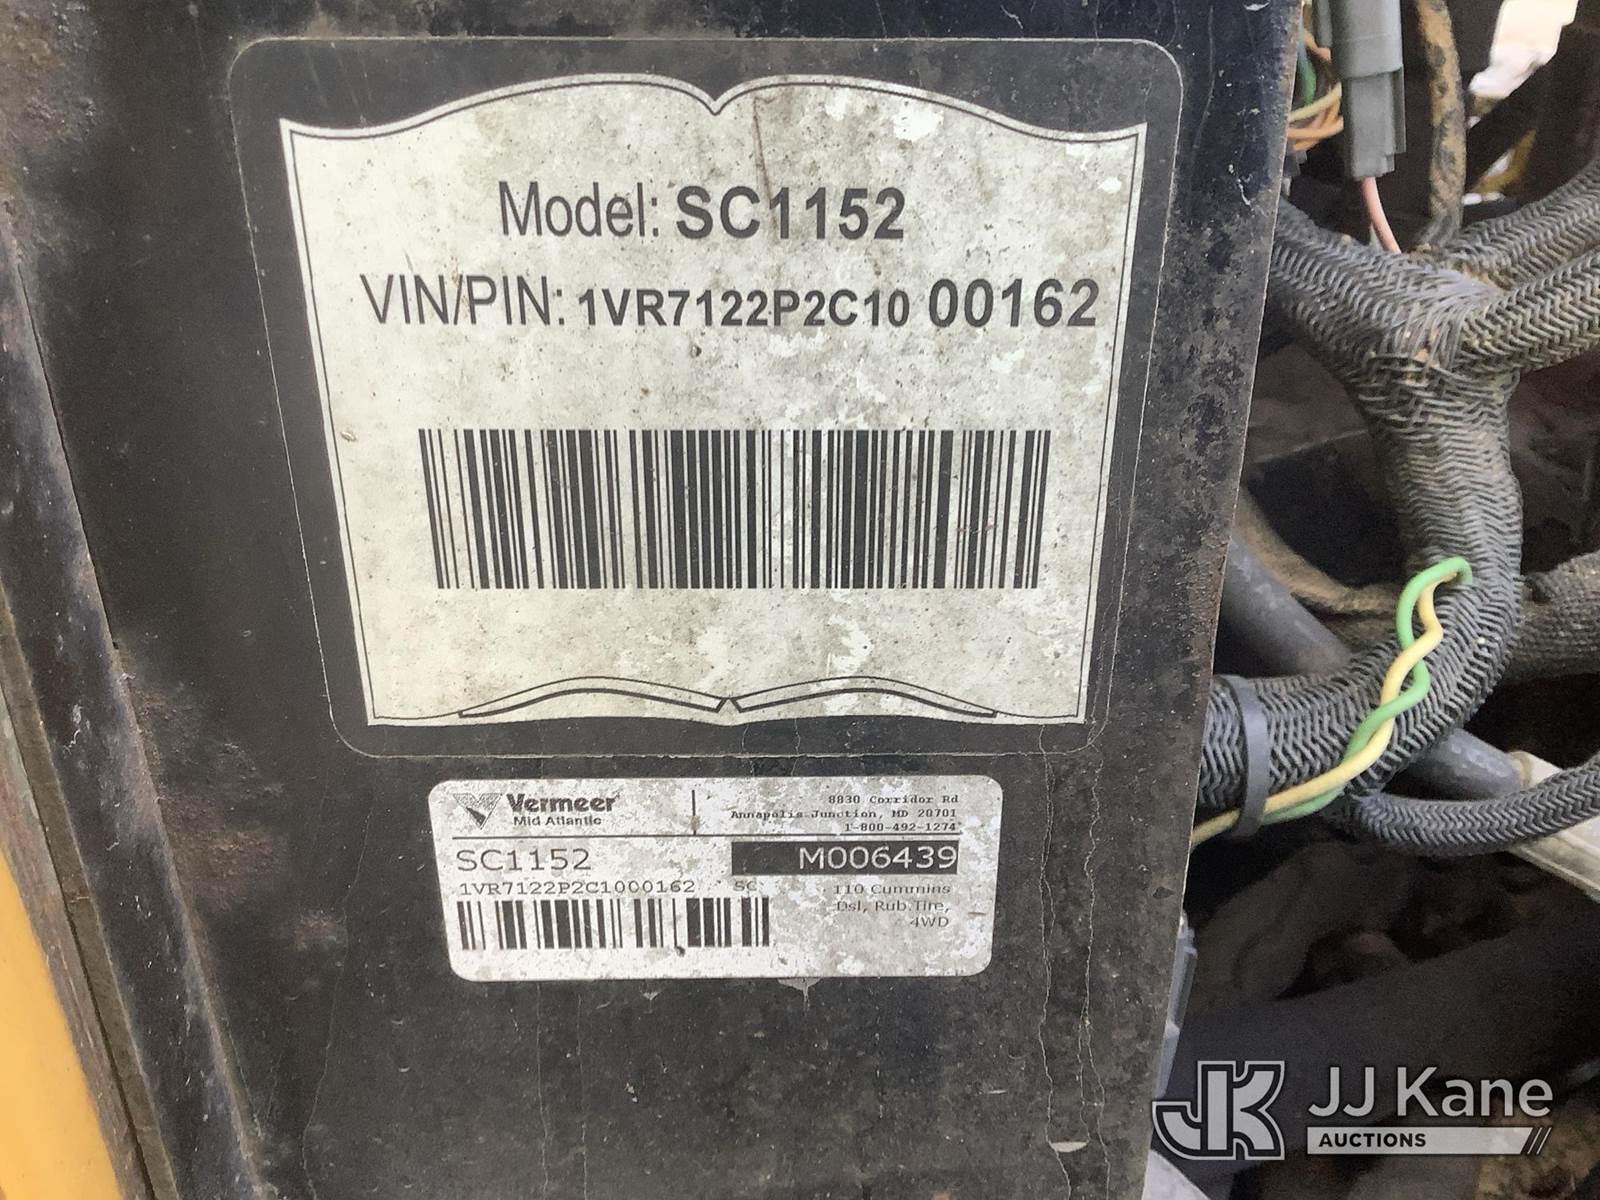 Model: SC1152
VIN/PIN: 1VR7122P2C10 00162
Vermeer
Mid Atlantic
8830 Corridor Rd
Annapolis Junction, MD 20701
1-800-492-1274
SC1152
M006439
1VR7122P2C1000162 SC
110 Cummins
Dsl, Rub.Tire,
4WD
JJ Kane
AUCTIONS